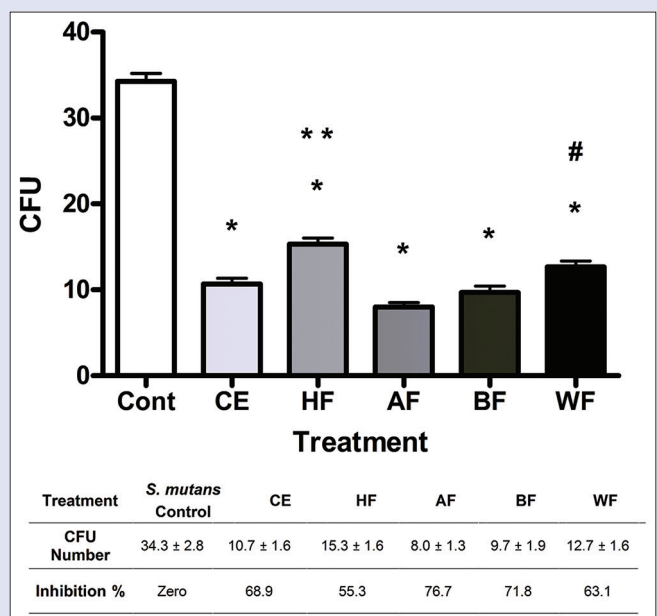 40
30
20
10
0
CFU
*
* *
*
*
*
#
*
Cont CE HF AF BF WF
Treatment
Treatment S. mutans Control CE HF AF BF WF
CFU Number 34.3 ± 2.8 10.7 ± 1.6 15.3 ± 1.6 8.0 ± 1.3 9.7 ± 1.9 12.7 ± 1.6
Inhibition % Zero 68.9 55.3 76.7 71.8 63.1